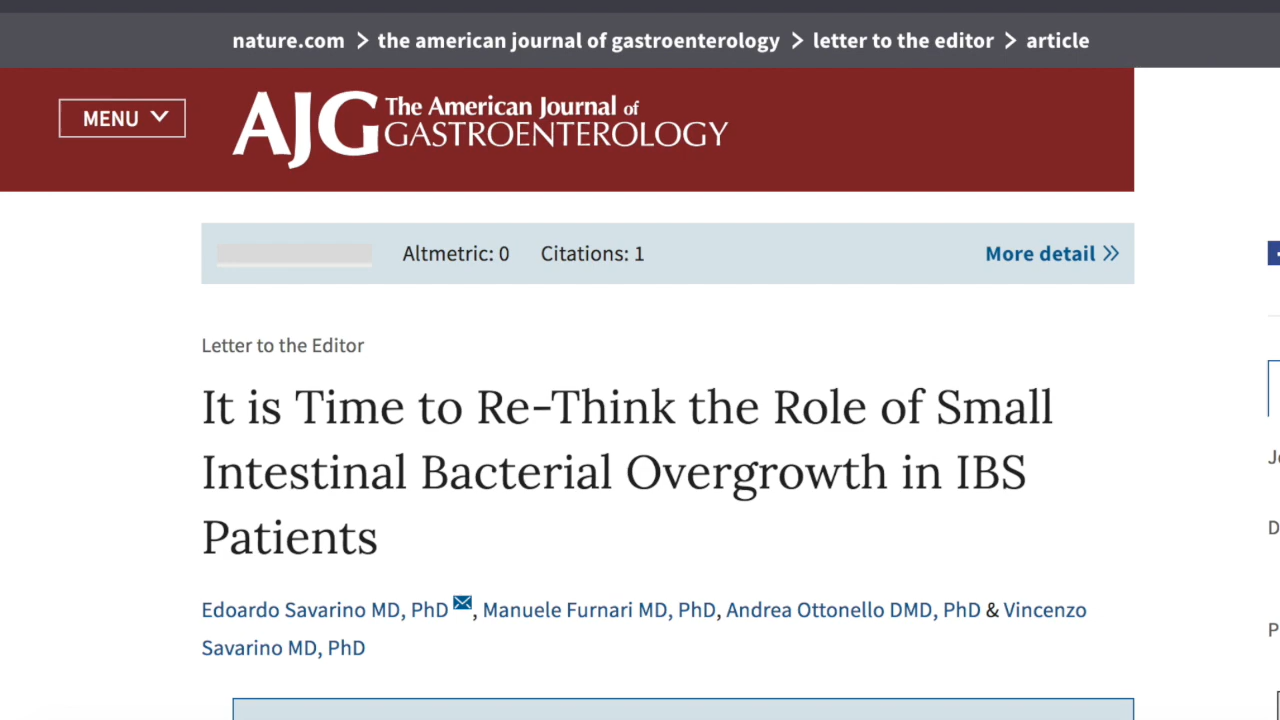 nature.com > the american journal of gastroenterology > letter to the editor > article
MENU
AJG The American Journal of
GASTROENTEROLOGY
Altmetric: 0 Citations: 1 More detail »
Letter to the Editor
It is Time to Re-Think the Role of Small
Intestinal Bacterial Overgrowth in IBS
Patients
Edoardo Savarino MD, PhD, Manuele Furnari MD, PhD, Andrea Ottonello DMD, PhD & Vincenzo
Savarino MD, PhD